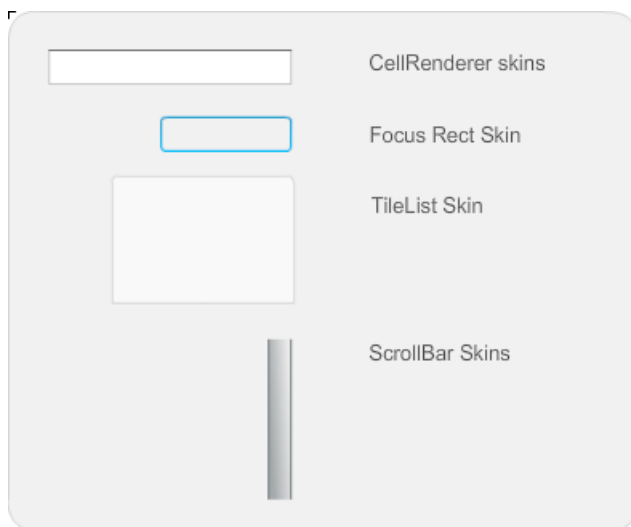 CellRenderer skins
Focus Rect Skin
TileList Skin
ScrollBar Skins